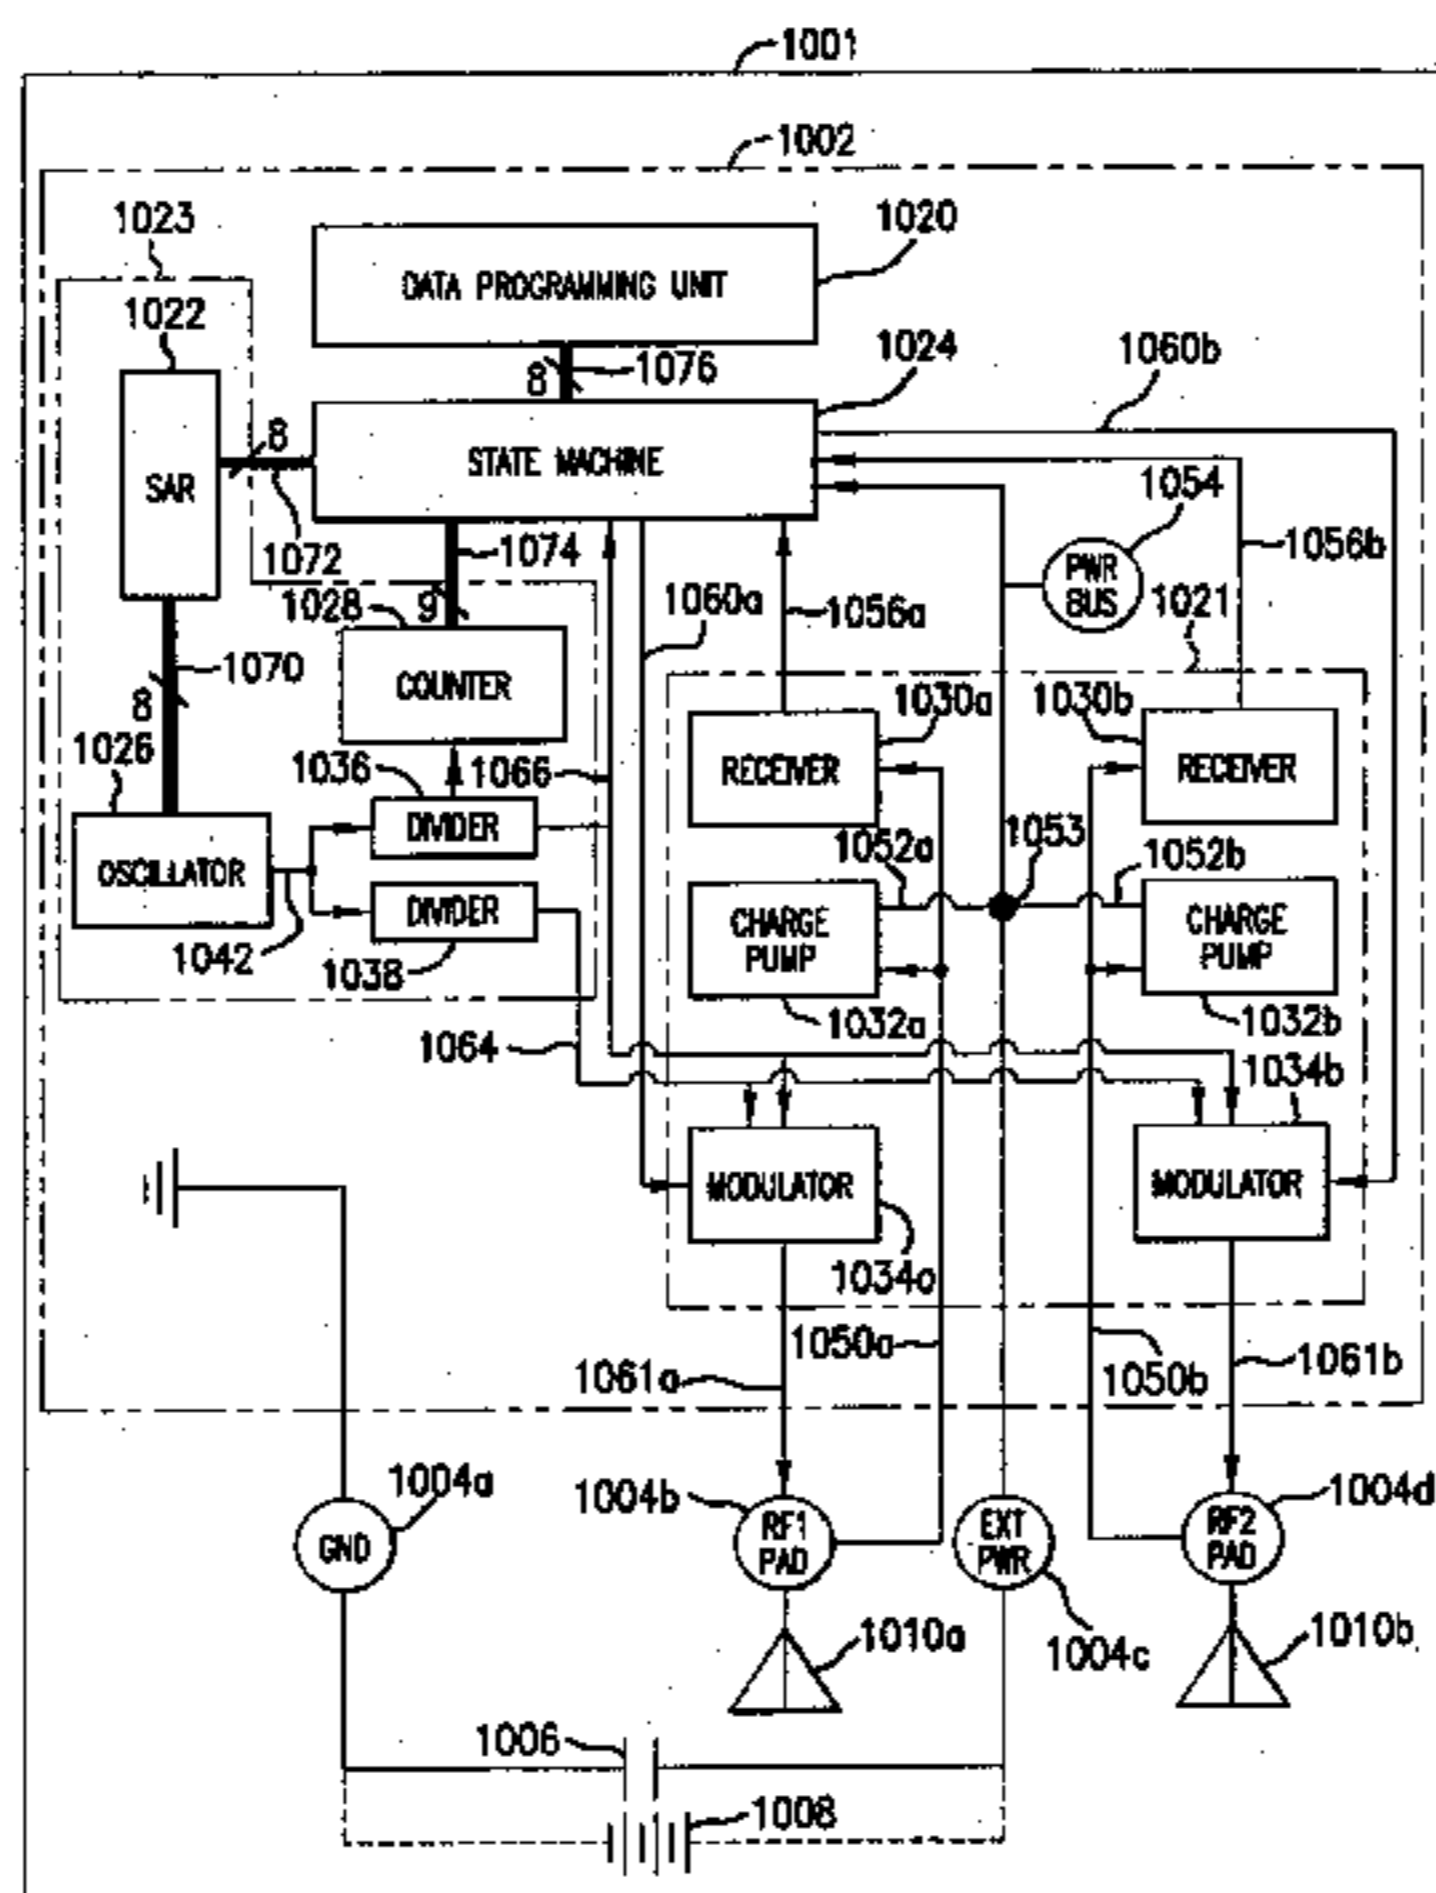 1001
1002
1023
1020
DATA PROGRAMMING UNIT
1022
1024
1060b
8
1076
8
STATE MACHINE
SAR
1054
1072
1074
1056b
PWR
BUS
1028
9
1060a
1056a
1021
1070
COUNTER
1030a
1030b
8
1026
1036
1066
RECEIVER
RECEIVER
DIVIDER
1052a
1053
1052b
OSCILLATOR
DIVIDER
CHARGE
PUMP
CHARGE
PUMP
1042
1038
1032a
1032b
1064
1034b
MODULATOR
MODULATOR
1034a
1050a
1061a
1050b
1061b
1004a
1004b
1004d
GND
RF1
PAD
EXT
PWR
RF2
PAD
1010a
1004c
1010b
1006
1008